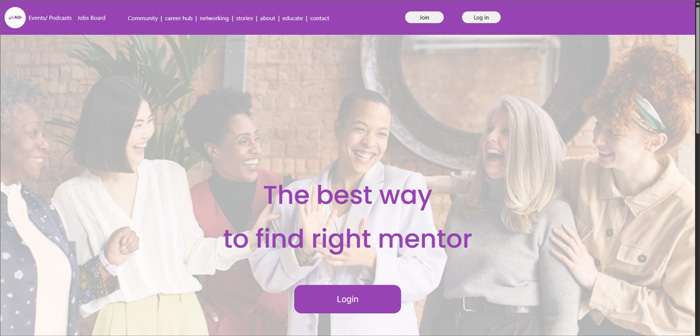 Events/ Podcasts Jobs Board Community | career hub | networking | stories | about | educate | contact Join Log in
The best way
to find right mentor
Login